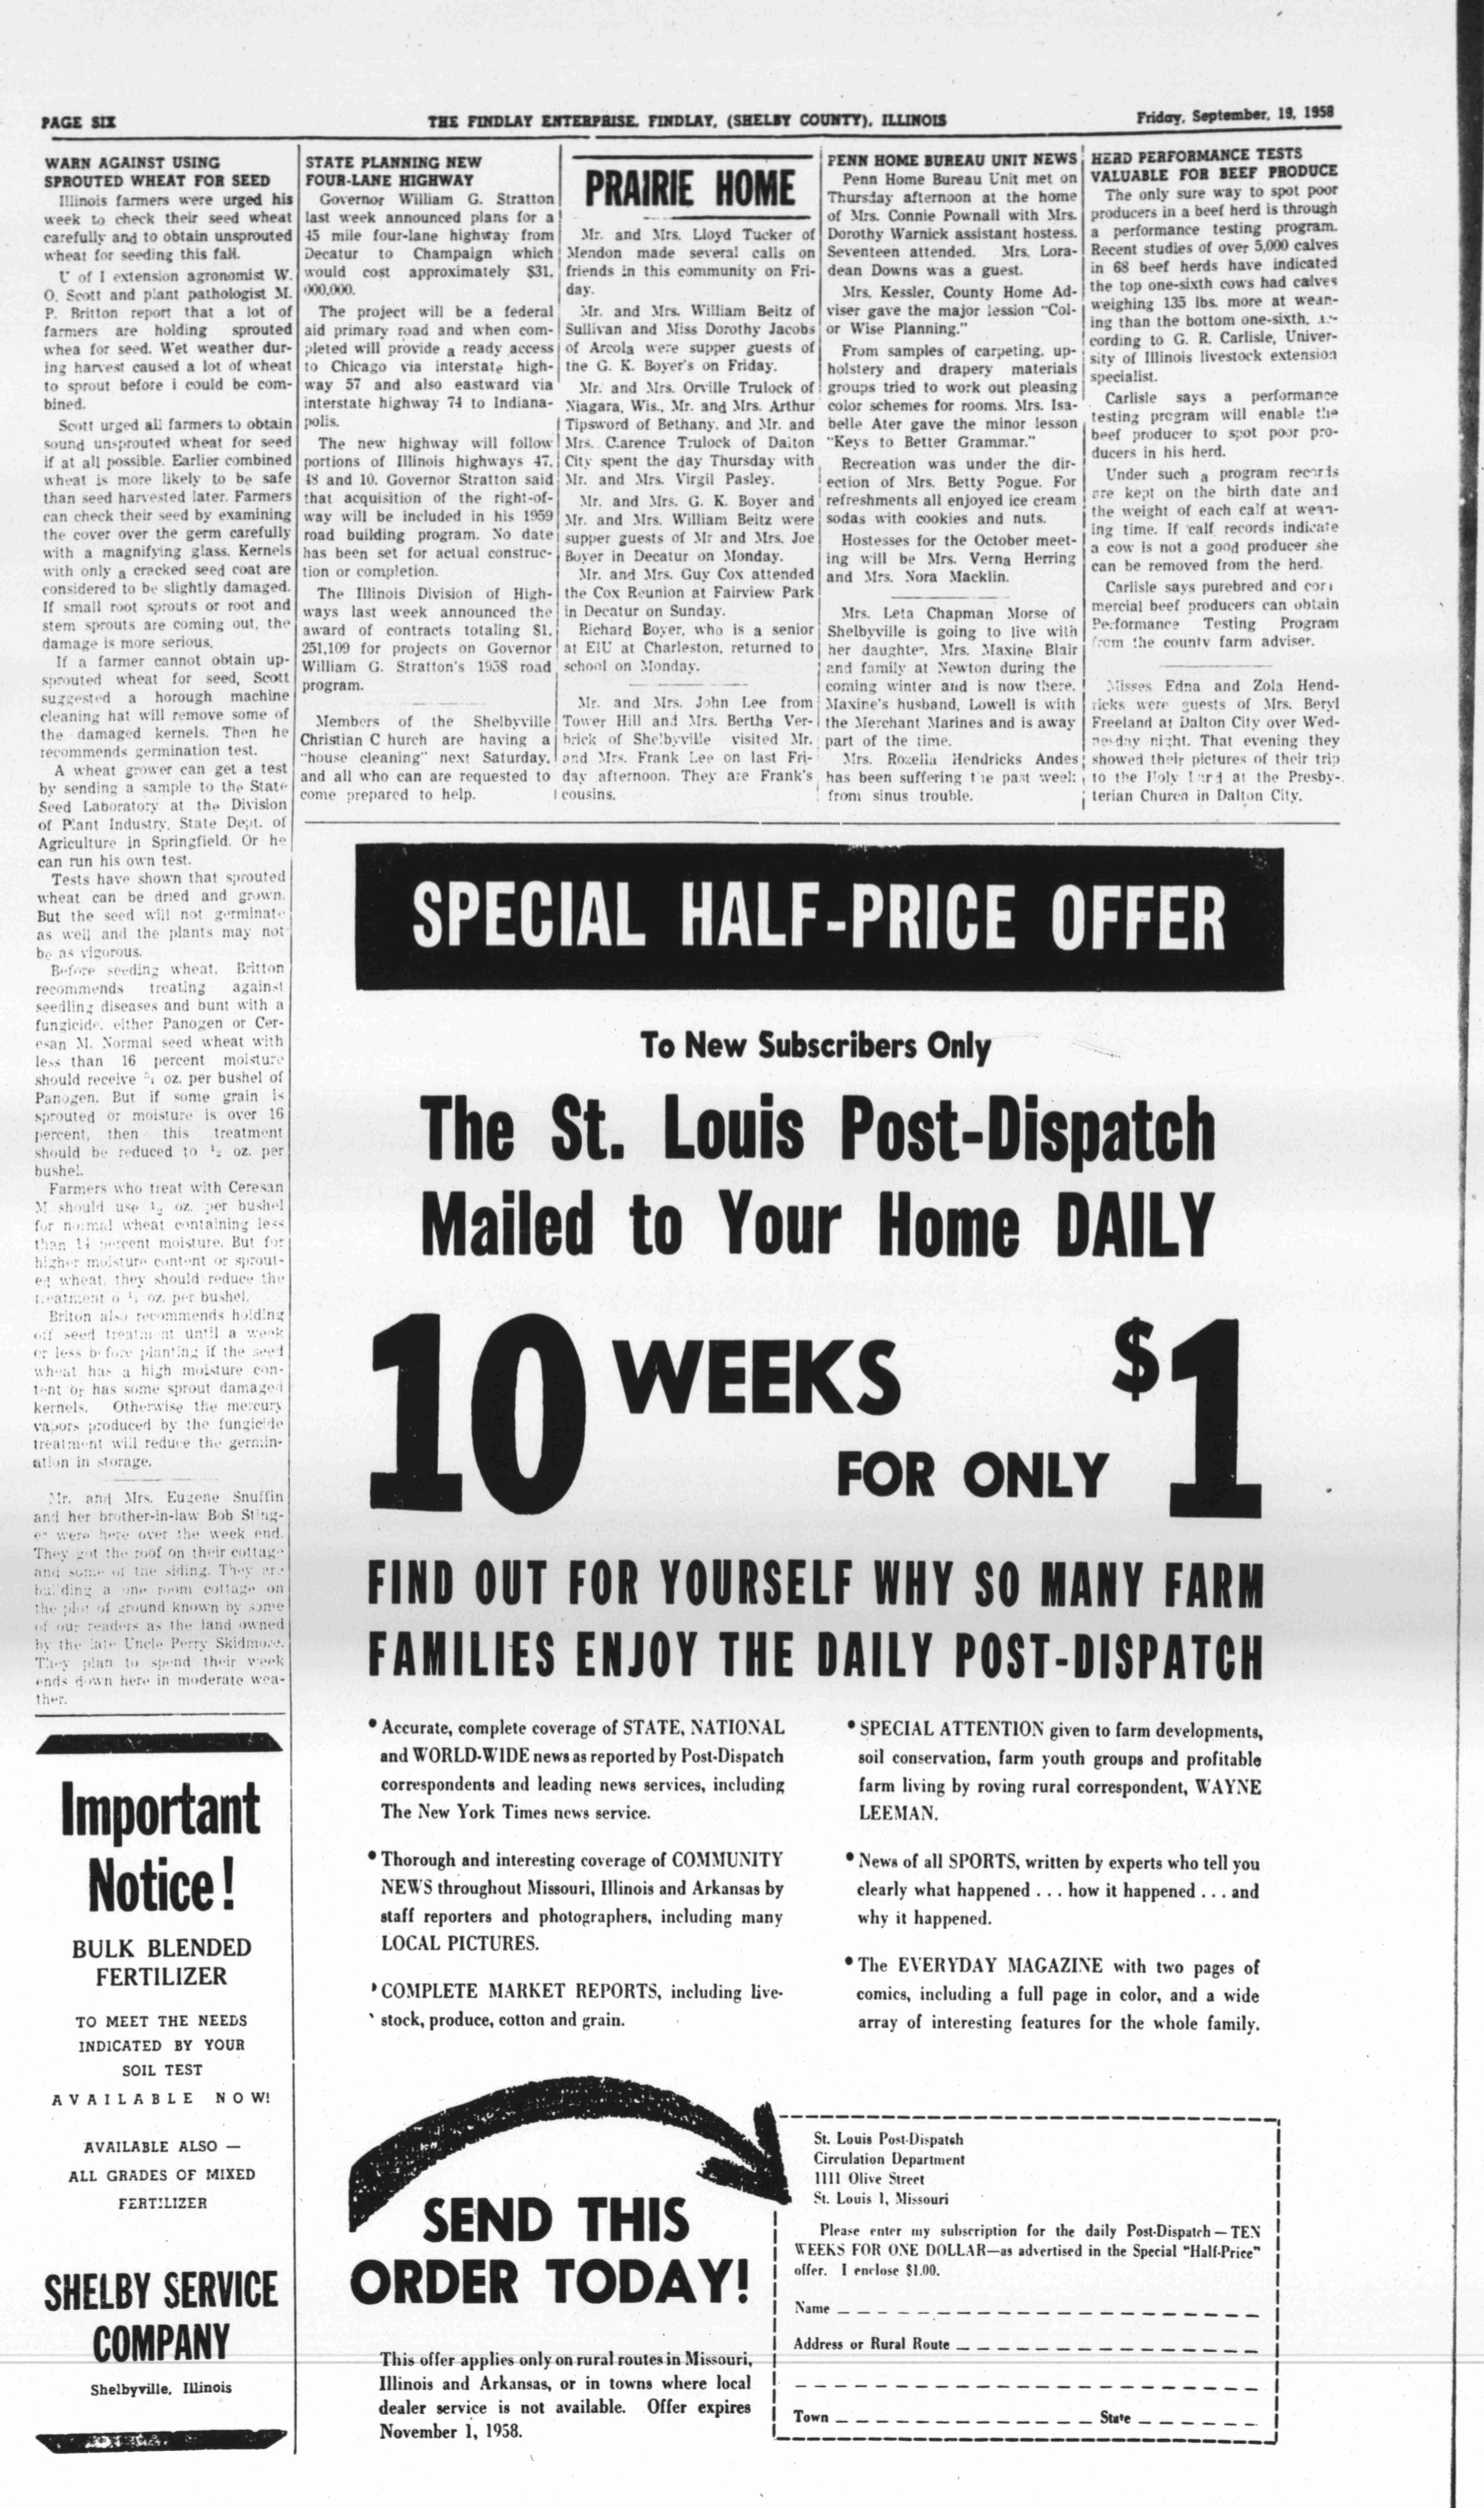 PAGE SIX
THE FINDLAY ENTERPRISE, FINDLAY, (SHELBY COUNTY), ILLINOIS
Friday, September, 19, 1958
WARN AGAINST USING
SPROUTED WHEAT FOR SEED
Illinois farmers were urged his
week to check their seed wheat
carefully and to obtain unsprouted
wheat for seeding this fall.
U of I extension agronomist W.
O. Scott and plant pathologist M.
P. Britton report that a lot of
farmers are holding sprouted
whea for seed. Wet weather dur-
ing harvest caused a lot of wheat
to sprout before i could be com-
bined.
Scott urged all farmers to obtain
sound unsprouted wheat for seed
if at all possible. Earlier combined
wheat is more likely to be safe
than seed harvested later. Farmers
can check their seed by examining
the cover over the germ carefully
with a magnifying glass. Kernels
with only a cracked seed coat are
considered to be slightly damaged.
If small root sprouts or root and
stem sprouts are coming out, the
damage is more serious.
If a farmer cannot obtain up-
sprouted wheat for seed, Scott
suggested a horough machine
cleaning hat will remove some of
the damaged kernels. Then he
recommends germination test.
A wheat grower can get a test
by sending a sample to the State
Seed Laboratory at the Division
of Plant Industry, State Dept. of
Agriculture in Springfield. Or he
can run his own test.
Tests have shown that sprouted
wheat can be dried and grown.
But the seed will not germinate
as well and the plants may not
be as vigorous.
Before seeding wheat, Britton
recommends treating against
seedling diseases and bunt with a
fungicide, either Panogen or Cer-
esan M. Normal seed wheat with
less than 16 percent moisture
should receive ¾ oz. per bushel of
Panogen. But if some grain is
sprouted or moisture is over 16
percent, then this treatment
should be reduced to ½ oz. per
bushel.
Farmers who treat with Ceresan
M should use ½ oz. per bushel
for normal wheat containing less
than 14 percent moisture. But for
higher moisture content or sprout-
ed wheat, they should reduce the
treatment o ¼ oz. per bushel.
Briton also recommends holding
off seed treatment until a week
or less before planting if the seed
wheat has a high moisture con-
tent or has some sprout damaged
kernels. Otherwise the mercury
vapors produced by the fungicide
treatment will reduce the germin-
ation in storage.
Mr. and Mrs. Eugene Snuffin
and her brother-in-law Bob Sting-
er were here over the week end.
They got the roof on their cottage
and some of the siding. They are
building a one room cottage on
the plot of ground known by some
of our readers as the land owned
by the late Uncle Perry Skidmore.
They plan to spend their week
ends down here in moderate wea-
ther.
Important
Notice!
BULK BLENDED
FERTILIZER
TO MEET THE NEEDS
INDICATED BY YOUR
SOIL TEST
AVAILABLE NOW!
AVAILABLE ALSO —
ALL GRADES OF MIXED
FERTILIZER
SHELBY SERVICE
COMPANY
Shelbyville, Illinois
STATE PLANNING NEW
FOUR-LANE HIGHWAY
Governor William G. Stratton
last week announced plans for a
45 mile four-lane highway from
Decatur to Champaign which
would cost approximately $31,
000,000.
The project will be a federal
aid primary road and when com-
pleted will provide a ready access
to Chicago via interstate high-
way 57 and also eastward via
interstate highway 74 to Indiana-
polis.
The new highway will follow
portions of Illinois highways 47,
48 and 10. Governor Stratton said
that acquisition of the right-of-
way will be included in his 1959
road building program. No date
has been set for actual construc-
tion or completion.
The Illinois Division of High-
ways last week announced the
award of contracts totaling $1,
251,109 for projects on Governor
William G. Stratton's 1958 road
program.
Members of the Shelbyville
Christian C hurch are having a
"house cleaning" next Saturday,
and all who can are requested to
come prepared to help.
PRAIRIE HOME
Mr. and Mrs. Lloyd Tucker of
Mendon made several calls on
friends in this community on Fri-
day.
Mr. and Mrs. William Beitz of
Sullivan and Miss Dorothy Jacobs
of Arcola were supper guests of
the G. K. Boyer's on Friday.
Mr. and Mrs. Orville Trulock of
Niagara, Wis., Mr. and Mrs. Arthur
Tipsword of Bethany, and Mr. and
Mrs. Clarence Trulock of Dalton
City spent the day Thursday with
Mr. and Mrs. Virgil Pasley.
Mr. and Mrs. G. K. Boyer and
Mr. and Mrs. William Beitz were
supper guests of Mr and Mrs. Joe
Boyer in Decatur on Monday.
Mr. and Mrs. Guy Cox attended
the Cox Reunion at Fairview Park
in Decatur on Sunday.
Richard Boyer, who is a senior
at EIU at Charleston, returned to
school on Monday.
Mr. and Mrs. John Lee from
Tower Hill and Mrs. Bertha Ver-
brick of Shelbyville visited Mr.
and Mrs. Frank Lee on last Fri-
day afternoon. They are Frank's
cousins.
PENN HOME BUREAU UNIT NEWS
Penn Home Bureau Unit met on
Thursday afternoon at the home
of Mrs. Connie Pownall with Mrs.
Dorothy Warnick assistant hostess.
Seventeen attended. Mrs. Lora-
dean Downs was a guest.
Mrs. Kessler, County Home Ad-
viser gave the major lession "Col-
or Wise Planning."
From samples of carpeting, up-
holstery and drapery materials
groups tried to work out pleasing
color schemes for rooms. Mrs. Isa-
belle Ater gave the minor lesson
"Keys to Better Grammar."
Recreation was under the dir-
ection of Mrs. Betty Pogue. For
refreshments all enjoyed ice cream
sodas with cookies and nuts.
Hostesses for the October meet-
ing will be Mrs. Verna Herring
and Mrs. Nora Macklin.
Mrs. Leta Chapman Morse of
Shelbyville is going to live with
her daughter, Mrs. Maxine Blair
and family at Newton during the
coming winter and is now there.
Maxine's husband, Lowell is with
the Merchant Marines and is away
part of the time.
Mrs. Rozella Hendricks Andes
has been suffering the past week
from sinus trouble.
HERD PERFORMANCE TESTS
VALUABLE FOR BEEF PRODUCE
The only sure way to spot poor
producers in a beef herd is through
a performance testing program.
Recent studies of over 5,000 calves
in 68 beef herds have indicated
the top one-sixth cows had calves
weighing 135 lbs. more at wean-
ing than the bottom one-sixth, ac-
cording to G. R. Carlisle, Univer-
sity of Illinois livestock extension
specialist.
Carlisle says a performance
testing program will enable the
beef producer to spot poor pro-
ducers in his herd.
Under such a program records
are kept on the birth date and
the weight of each calf at wean-
ing time. If calf records indicate
a cow is not a good producer she
can be removed from the herd.
Carlisle says purebred and com
mercial beef producers can obtain
Performance Testing Program
from the county farm adviser.
Misses Edna and Zola Hend-
ricks were guests of Mrs. Beryl
Freeland at Dalton City over Wed-
nesday night. That evening they
showed their pictures of their trip
to the Holy Land at the Presby-
terian Church in Dalton City.
SPECIAL HALF-PRICE OFFER
To New Subscribers Only
The St. Louis Post-Dispatch
Mailed to Your Home DAILY
10 WEEKS
FOR ONLY $1
FIND OUT FOR YOURSELF WHY SO MANY FARM
FAMILIES ENJOY THE DAILY POST-DISPATCH
• Accurate, complete coverage of STATE, NATIONAL
and WORLD-WIDE news as reported by Post-Dispatch
correspondents and leading news services, including
The New York Times news service.
• Thorough and interesting coverage of COMMUNITY
NEWS throughout Missouri, Illinois and Arkansas by
staff reporters and photographers, including many
LOCAL PICTURES.
• COMPLETE MARKET REPORTS, including live-
stock, produce, cotton and grain.
• SPECIAL ATTENTION given to farm developments,
soil conservation, farm youth groups and profitable
farm living by roving rural correspondent, WAYNE
LEEMAN.
• News of all SPORTS, written by experts who tell you
clearly what happened . . . how it happened . . . and
why it happened.
• The EVERYDAY MAGAZINE with two pages of
comics, including a full page in color, and a wide
array of interesting features for the whole family.
SEND THIS
ORDER TODAY!
This offer applies only on rural routes in Missouri,
Illinois and Arkansas, or in towns where local
dealer service is not available. Offer expires
November 1, 1958.
St. Louis Post-Dispatch
Circulation Department
1111 Olive Street
St. Louis 1, Missouri
Please enter my subscription for the daily Post-Dispatch — TEN
WEEKS FOR ONE DOLLAR—as advertised in the Special "Half-Price"
offer. I enclose $1.00.
Name
Address or Rural Route
Town State